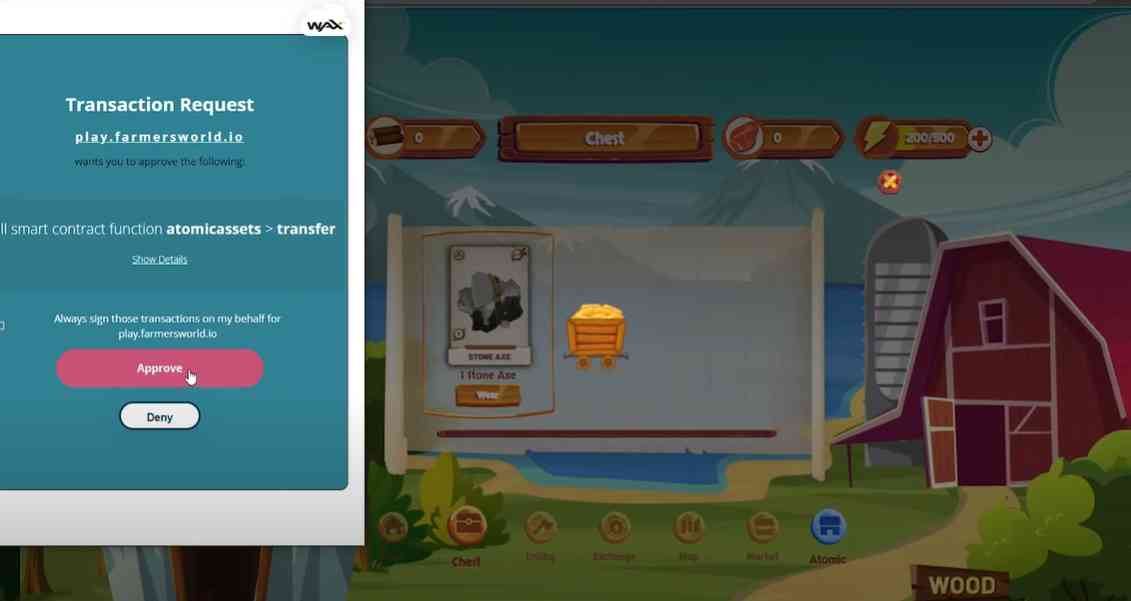 WAX
Transaction Request
play.farmersworld.io
wants you to approve the following:
ll smart contract function atomicassets > transfer
Show Details
Always sign those transactions on my behalf for
play.farmersworld.io
Approve
Deny
0
Chest
0
200/500
STONE AXE
1 Stone Axe
Wear
Chest
Mining
Exchange
Map
Market
Atomic
WOOD